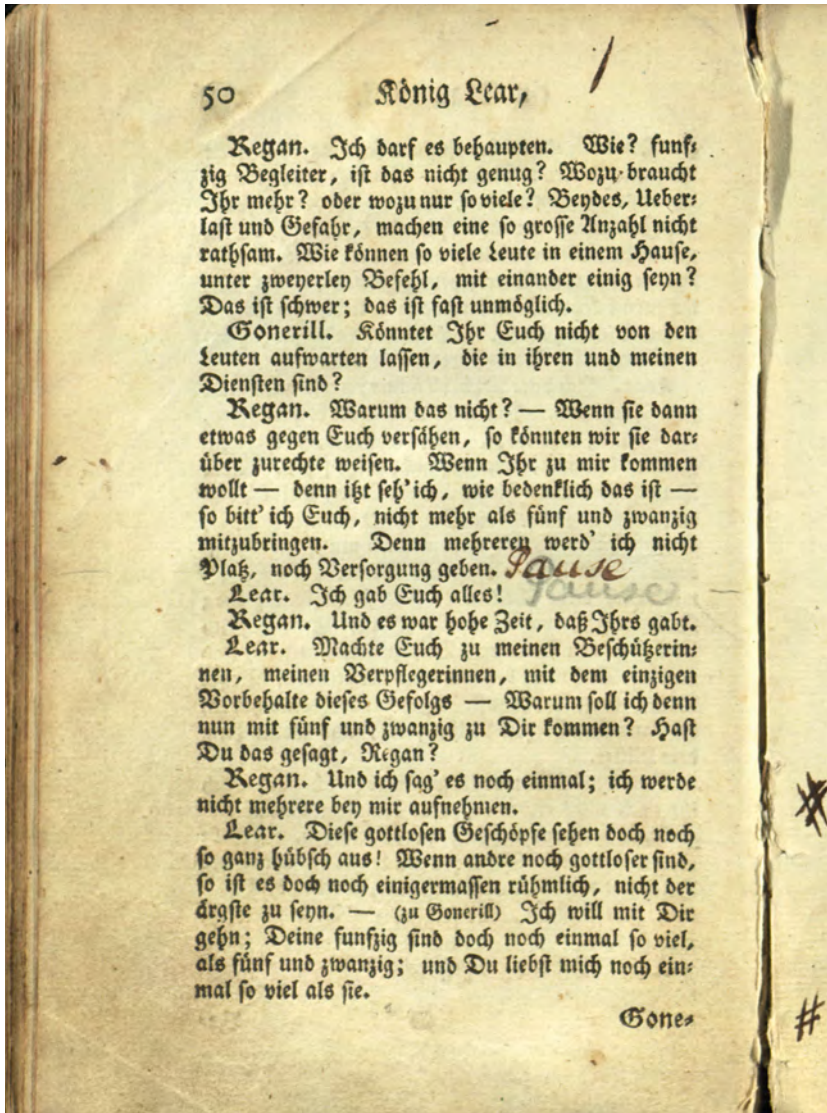 50 König Lear,
Regan. Ich darf es behaupten. Wie? funf-
zig Begleiter, ist das nicht genug? Wozu braucht
Ihr mehr? oder wozu nur so viele? Beydes, Ueber-
last und Gefahr, machen eine so grosse Anzahl nicht
rathsam. Wie können so viele Leute in einem Hause,
unter zweyerley Befehl, mit einander einig seyn?
Das ist schwer; das ist fast unmöglich.
Gonerill. Könntet Ihr Euch nicht von den
Leuten aufwarten lassen, die in ihren und meinen
Diensten sind?
Regan. Warum das nicht? — Wenn sie dann
etwas gegen Euch versähen, so könnten wir sie dar-
über zurechte weisen. Wenn Ihr zu mir kommen
wollt — denn itzt seh' ich, wie bedenklich das ist —
so bitt' ich Euch, nicht mehr als fünf und zwanzig
mitzubringen. Denn mehreren werd' ich nicht
Platz, noch Versorgung geben. Pause
Lear. Ich gab Euch alles! Pause
Regan. Und es war hohe Zeit, daß Ihrs gabt.
Lear. Machte Euch zu meinen Beschützerin-
nen, meinen Verpflegerinnen, mit dem einzigen
Vorbehalte dieses Gefolgs — Warum soll ich denn
nun mit fünf und zwanzig zu Dir kommen? Hast
Du das gesagt, Regan?
Regan. Und ich sag' es noch einmal; ich werde
nicht mehrere bey mir aufnehmen.
Lear. Diese gottlosen Geschöpfe sehen doch noch
so ganz hübsch aus! Wenn andre noch gottloser sind,
so ist es doch noch einigermassen rühmlich, nicht der
ärgste zu seyn. — (zu Gonerill) Ich will mit Dir
gehn; Deine funfzig sind doch noch einmal so viel,
als fünf und zwanzig; und Du liebst mich noch ein-
mal so viel als sie.
Gone-
#
#